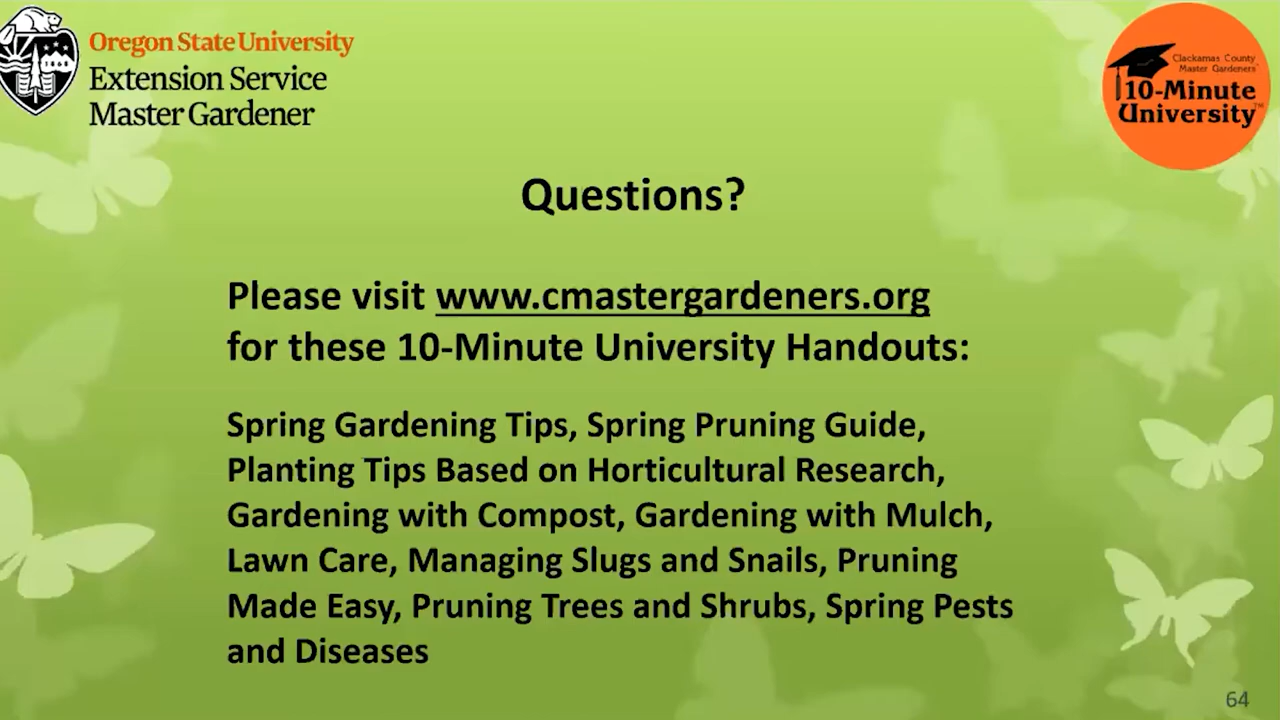 Oregon State University
Extension Service
Master Gardener
Clackamas County
Master Gardeners™
10-Minute
University™
Questions?
Please visit www.cmastergardeners.org
for these 10-Minute University Handouts:
Spring Gardening Tips, Spring Pruning Guide,
Planting Tips Based on Horticultural Research,
Gardening with Compost, Gardening with Mulch,
Lawn Care, Managing Slugs and Snails, Pruning
Made Easy, Pruning Trees and Shrubs, Spring Pests
and Diseases
64